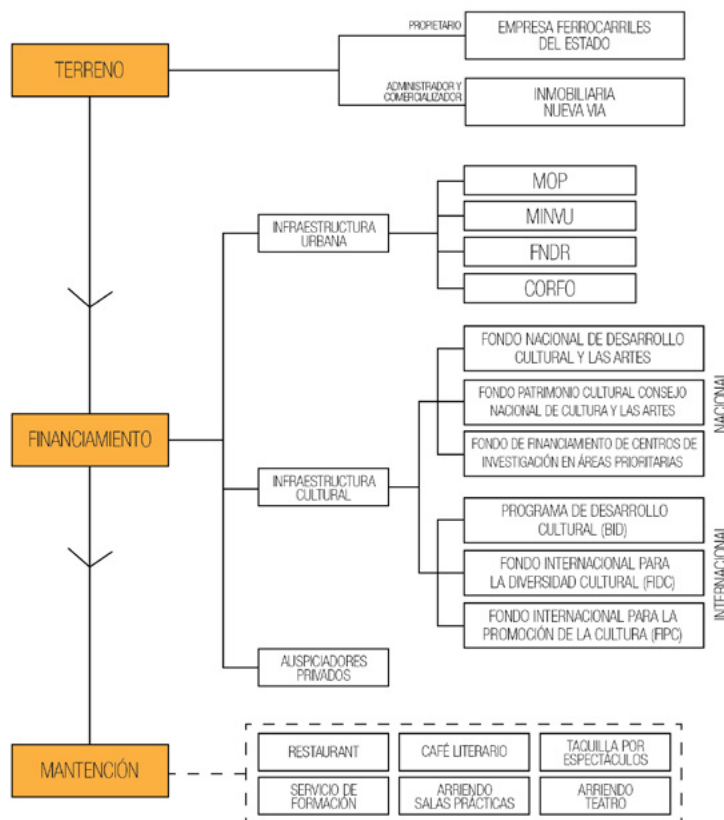 TERRENO
PROPIETARIO
EMPRESA FERROCARRILES
DEL ESTADO
ADMINISTRADOR Y
COMERCIALIZADOR
INMOBILIARIA
NUEVA VIA
FINANCIAMIENTO
INFRAESTRUCTURA
URBANA
MOP
MINVU
FNDR
CORFO
INFRAESTRUCTURA
CULTURAL
FONDO NACIONAL DE DESARROLLO
CULTURAL Y LAS ARTES
FONDO PATRIMONIO CULTURAL CONSEJO
NACIONAL DE CULTURA Y LAS ARTES
FONDO DE FINANCIAMIENTO DE CENTROS DE
INVESTIGACIÓN EN ÁREAS PRIORITARIAS
NACIONAL
PROGRAMA DE DESARROLLO
CULTURAL (BID)
FONDO INTERNACIONAL PARA
LA DIVERSIDAD CULTURAL (FIDC)
FONDO INTERNACIONAL PARA LA
PROMOCIÓN DE LA CULTURA (FIPC)
INTERNACIONAL
AUSPICIADORES
PRIVADOS
MANTENCIÓN
RESTAURANT
CAFÉ LITERARIO
TAQUILLA POR
ESPECTÁCULOS
SERVICIO DE
FORMACIÓN
ARRIENDO
SALAS PRÁCTICAS
ARRIENDO
TEATRO